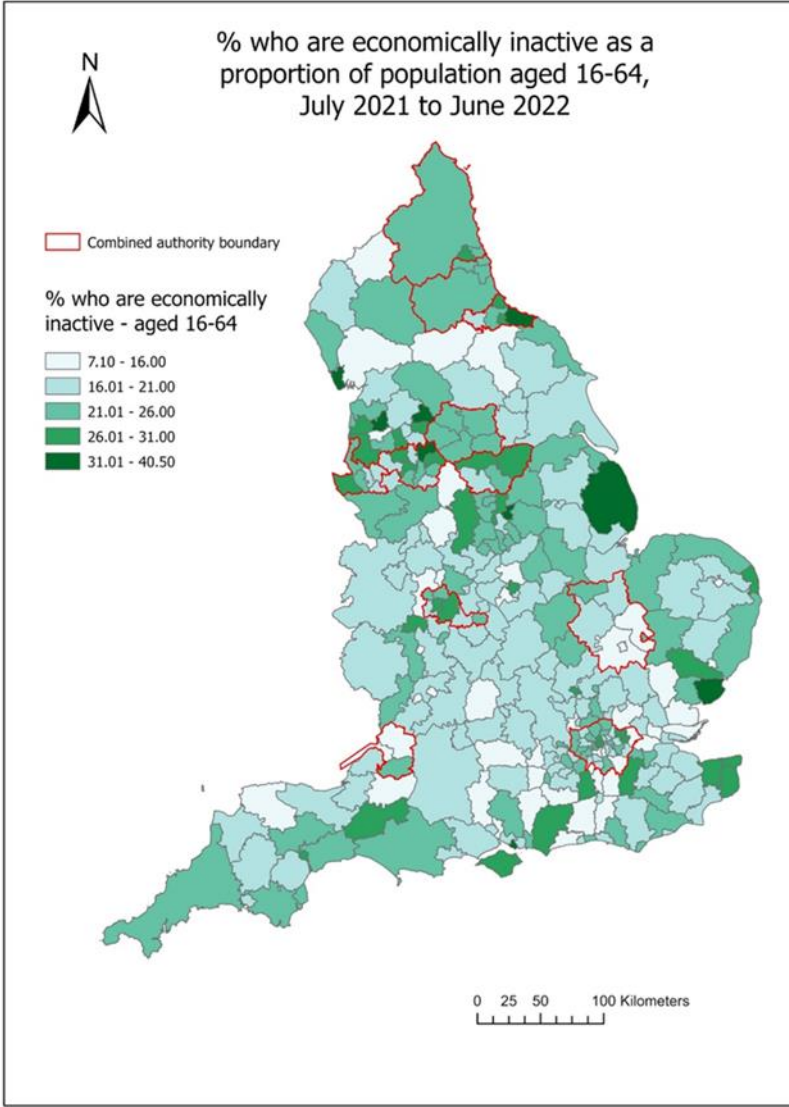 % who are economically inactive as a
proportion of population aged 16-64,
July 2021 to June 2022
N
Combined authority boundary
% who are economically
inactive - aged 16-64
7.10 - 16.00
16.01 - 21.00
21.01 - 26.00
26.01 - 31.00
31.01 - 40.50
0 25 50 100 Kilometers